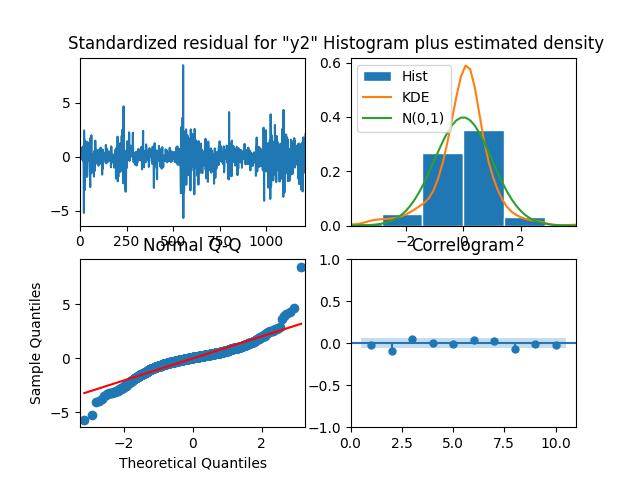 Standardized residual for "y2"
Histogram plus estimated density
5
0
−5
0 250 500 750 1000
0.6
0.4
0.2
0.0
−2 0 2
Hist
KDE
N(0,1)
Normal Q-Q
Sample Quantiles
5
0
−5
−2 0 2
Theoretical Quantiles
Correlogram
1.0
0.5
0.0
−0.5
−1.0
0.0 2.5 5.0 7.5 10.0